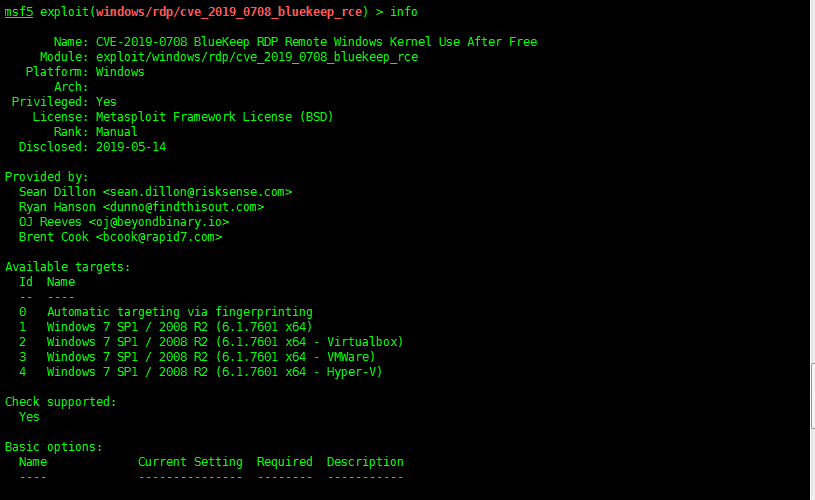 msf5 exploit(windows/rdp/cve_2019_0708_bluekeep_rce) > info
Name: CVE-2019-0708 BlueKeep RDP Remote Windows Kernel Use After Free
Module: exploit/windows/rdp/cve_2019_0708_bluekeep_rce
Platform: Windows
Arch:
Privileged: Yes
License: Metasploit Framework License (BSD)
Rank: Manual
Disclosed: 2019-05-14
Provided by:
Sean Dillon <sean.dillon@risksense.com>
Ryan Hanson <dunno@findthisout.com>
OJ Reeves <oj@beyondbinary.io>
Brent Cook <bcook@rapid7.com>
Available targets:
Id  Name
--  ----
0   Automatic targeting via fingerprinting
1   Windows 7 SP1 / 2008 R2 (6.1.7601 x64)
2   Windows 7 SP1 / 2008 R2 (6.1.7601 x64 - Virtualbox)
3   Windows 7 SP1 / 2008 R2 (6.1.7601 x64 - VMWare)
4   Windows 7 SP1 / 2008 R2 (6.1.7601 x64 - Hyper-V)
Check supported:
Yes
Basic options:
Name             Current Setting  Required  Description
----             ---------------  --------  -----------